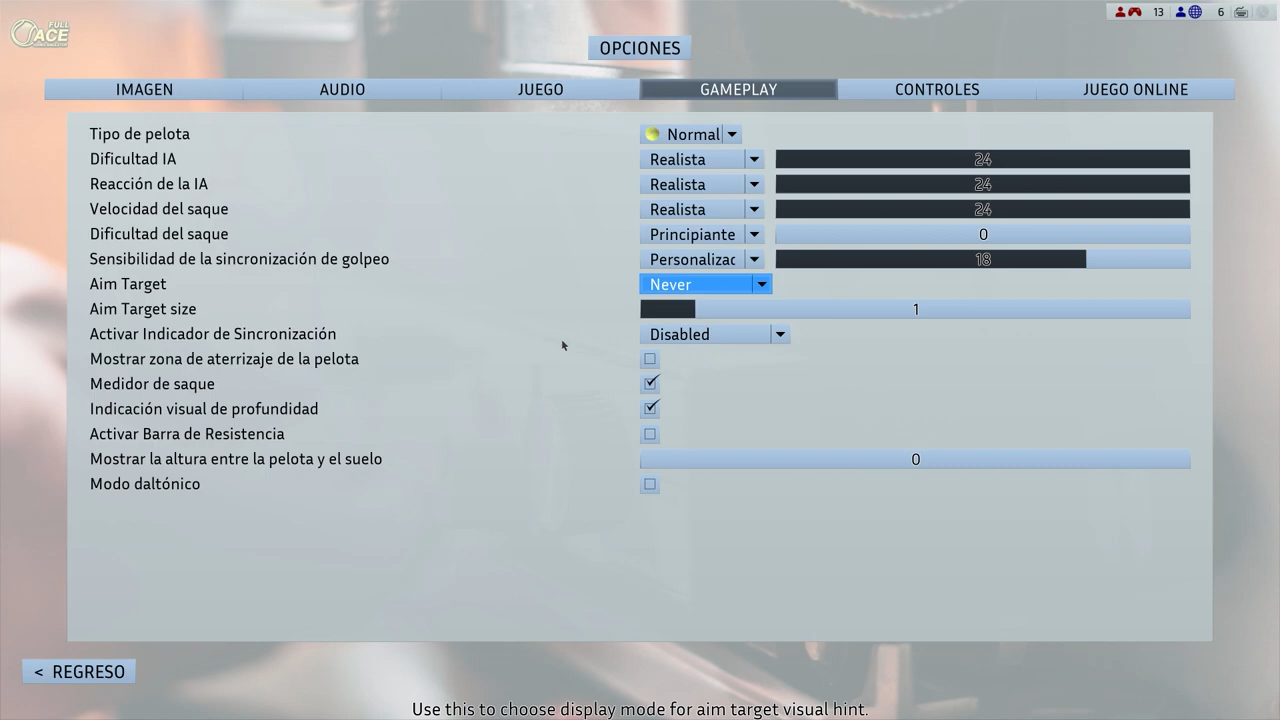 FULL
ACE
13 6
OPCIONES
IMAGEN AUDIO JUEGO GAMEPLAY CONTROLES JUEGO ONLINE
Tipo de pelota Normal
Dificultad IA Realista 24
Reacción de la IA Realista 24
Velocidad del saque Realista 24
Dificultad del saque Principiante 0
Sensibilidad de la sincronización de golpeo Personalizac 18
Aim Target Never
Aim Target size 1
Activar Indicador de Sincronización Disabled
Mostrar zona de aterrizaje de la pelota
Medidor de saque
Indicación visual de profundidad
Activar Barra de Resistencia
Mostrar la altura entre la pelota y el suelo 0
Modo daltónico
< REGRESO
Use this to choose display mode for aim target visual hint.